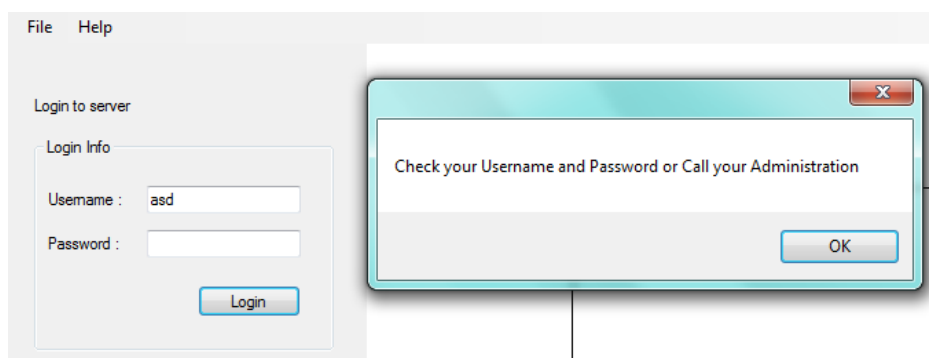 File Help
Login to server
Login Info
Username : asd
Password :
Login
Check your Username and Password or Call your Administration
OK